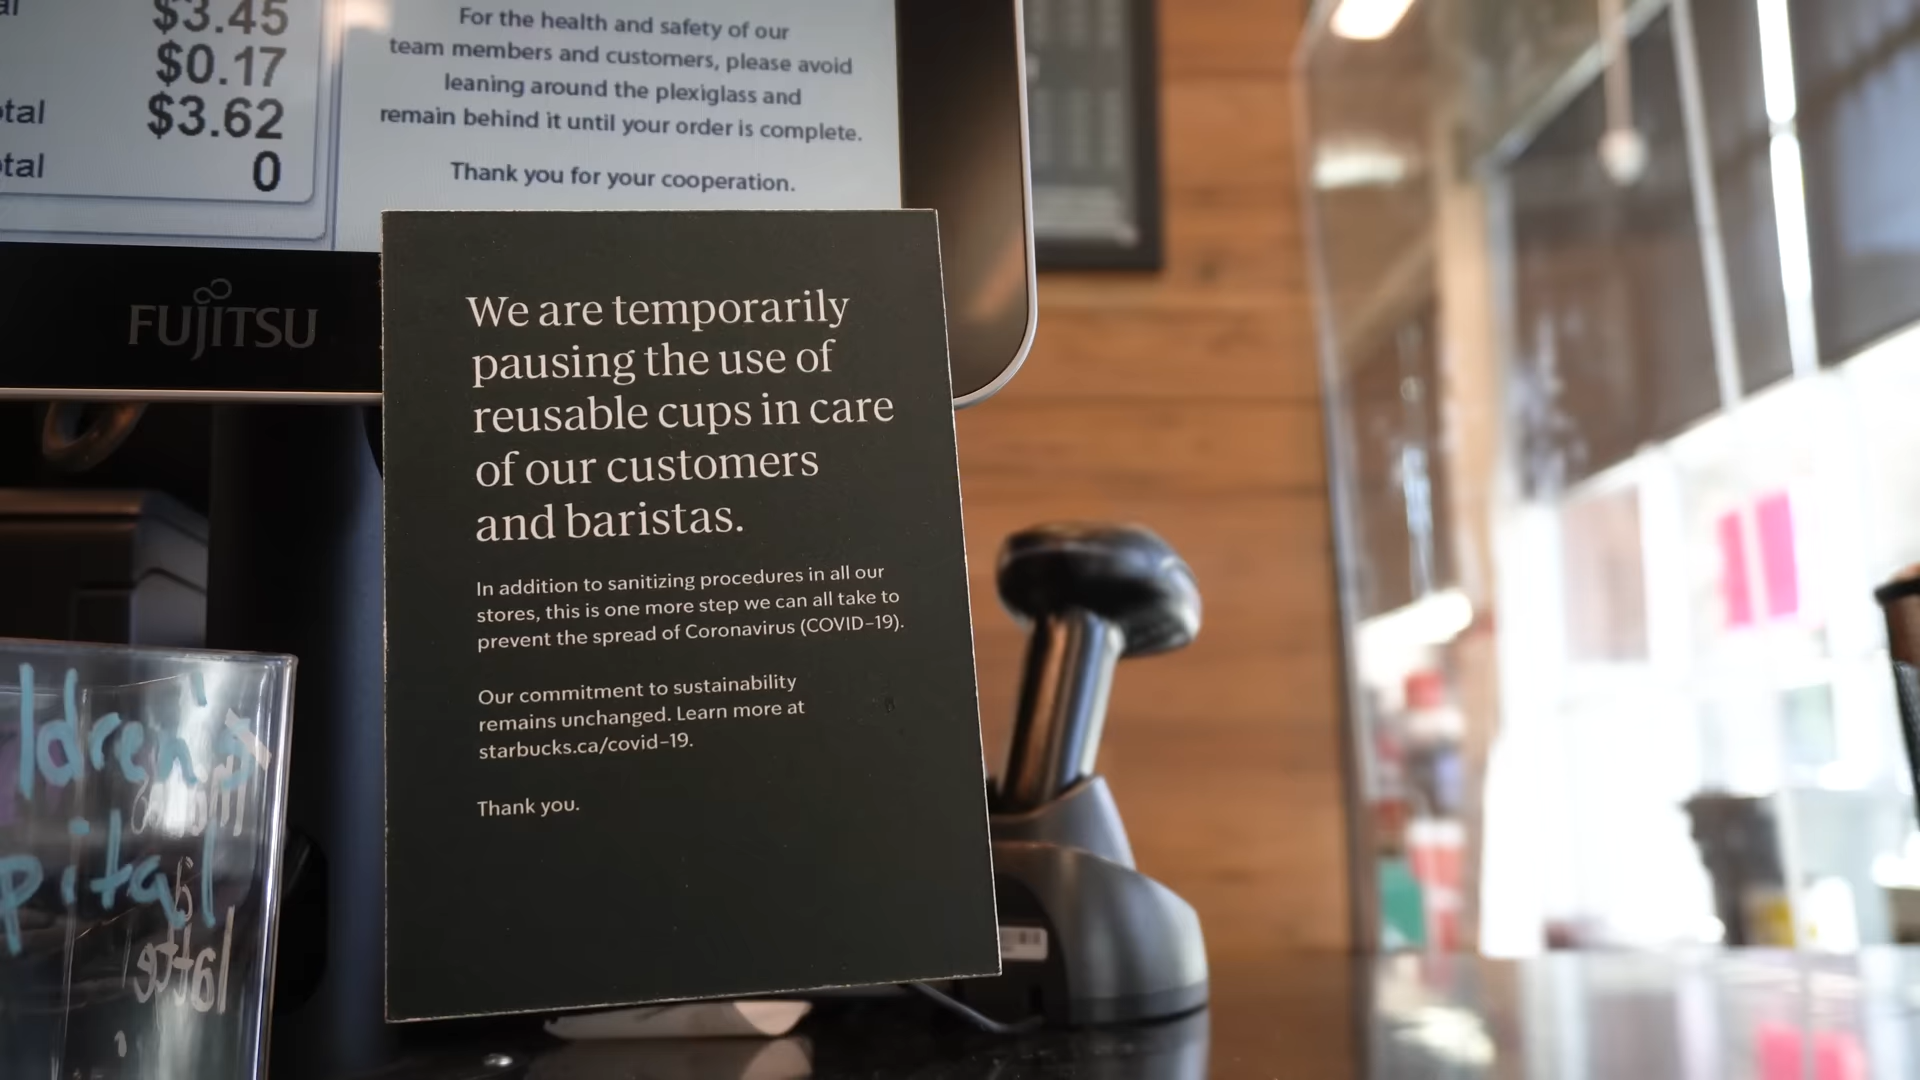 $3.45
$0.17
$3.62
0
For the health and safety of our
team members and customers, please avoid
leaning around the plexiglass and
remain behind it until your order is complete.
Thank you for your cooperation.
FUJITSU
We are temporarily
pausing the use of
reusable cups in care
of our customers
and baristas.
In addition to sanitizing procedures in all our
stores, this is one more step we can all take to
prevent the spread of Coronavirus (COVID-19).
Our commitment to sustainability
remains unchanged. Learn more at
starbucks.ca/covid-19.
Thank you.
ldren's
pital
latte